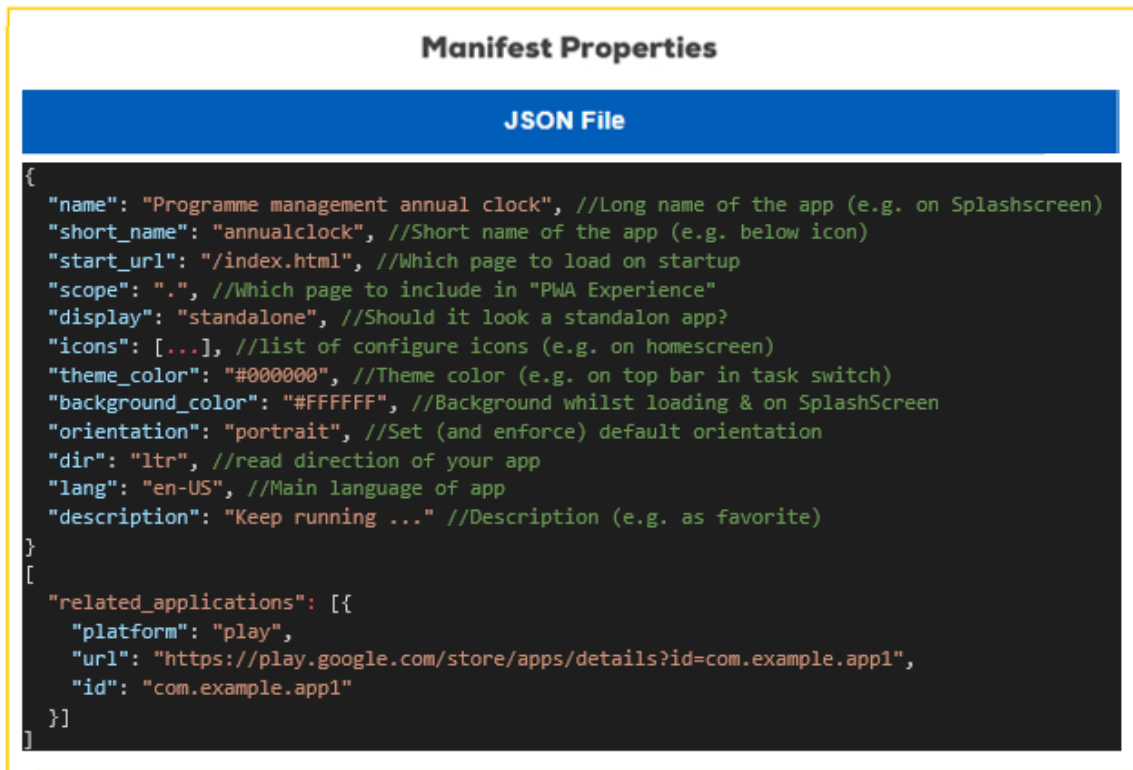 Manifest Properties
JSON File
{
"name": "Programme management annual clock", //Long name of the app (e.g. on Splashscreen)
"short_name": "annualclock", //Short name of the app (e.g. below icon)
"start_url": "/index.html", //Which page to load on startup
"scope": ".", //Which page to include in "PWA Experience"
"display": "standalone", //Should it look a standalon app?
"icons": [...], //list of configure icons (e.g. on homescreen)
"theme_color": "#000000", //Theme color (e.g. on top bar in task switch)
"background_color": "#FFFFFF", //Background whilst loading & on SplashScreen
"orientation": "portrait", //Set (and enforce) default orientation
"dir": "ltr", //read direction of your app
"lang": "en-US", //Main language of app
"description": "Keep running ..." //Description (e.g. as favorite)
}
[
"related_applications": [{
"platform": "play",
"url": "https://play.google.com/store/apps/details?id=com.example.app1",
"id": "com.example.app1"
}]
]